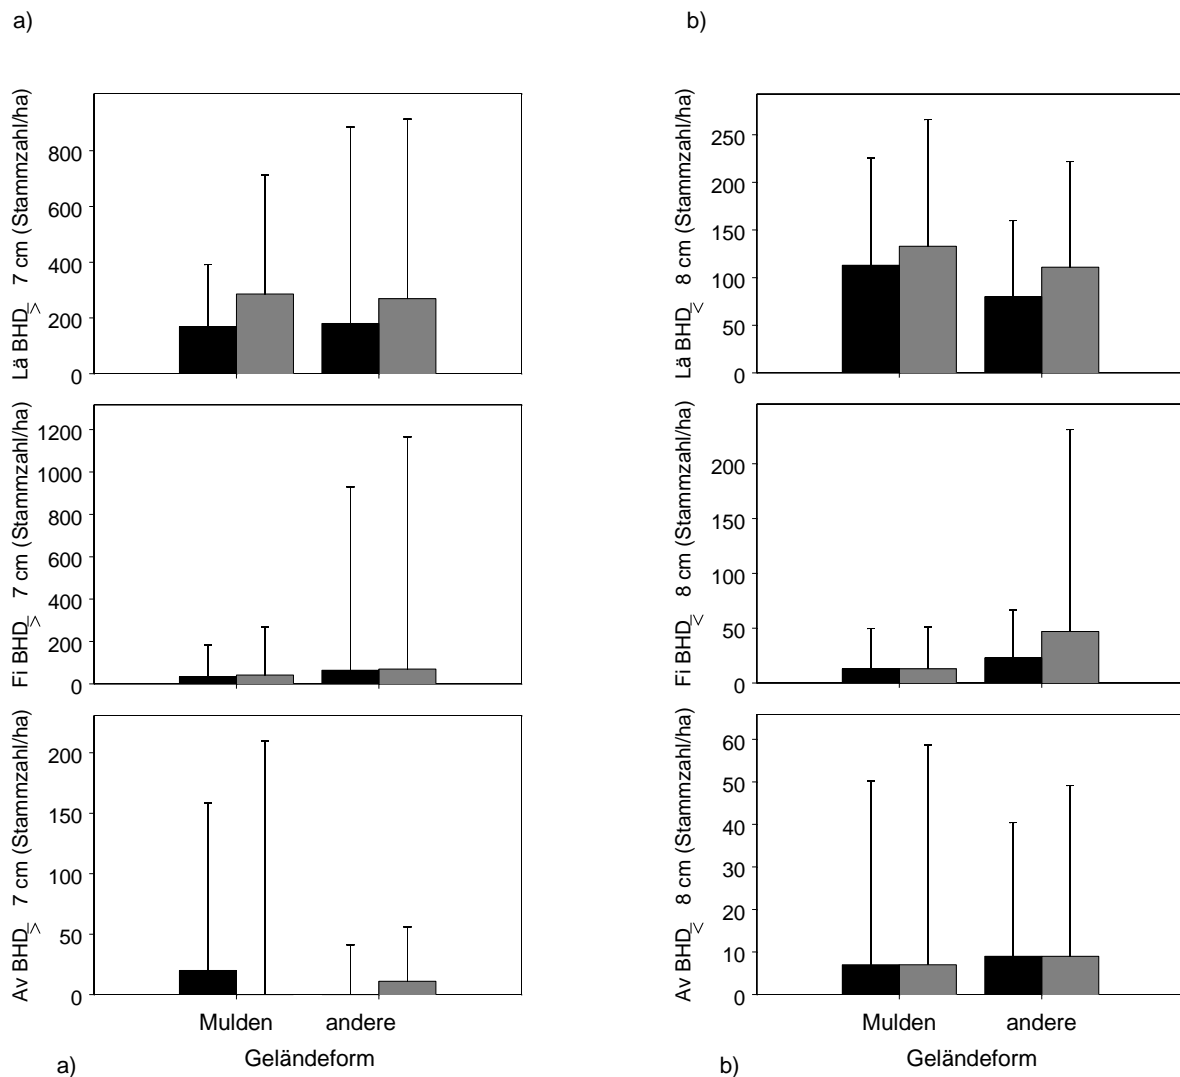 a)
b)
Lä BHD ≥ 7 cm (Stammzahl/ha)
800
600
400
200
0
Fi BHD ≥ 7 cm (Stammzahl/ha)
1200
1000
800
600
400
200
0
Av BHD ≥ 7 cm (Stammzahl/ha)
200
150
100
50
0
Mulden andere
Geländeform
a)
Lä BHD ≤ 8 cm (Stammzahl/ha)
250
200
150
100
50
0
Fi BHD ≤ 8 cm (Stammzahl/ha)
200
150
100
50
0
Av BHD ≤ 8 cm (Stammzahl/ha)
60
50
40
30
20
10
0
Mulden andere
Geländeform
b)